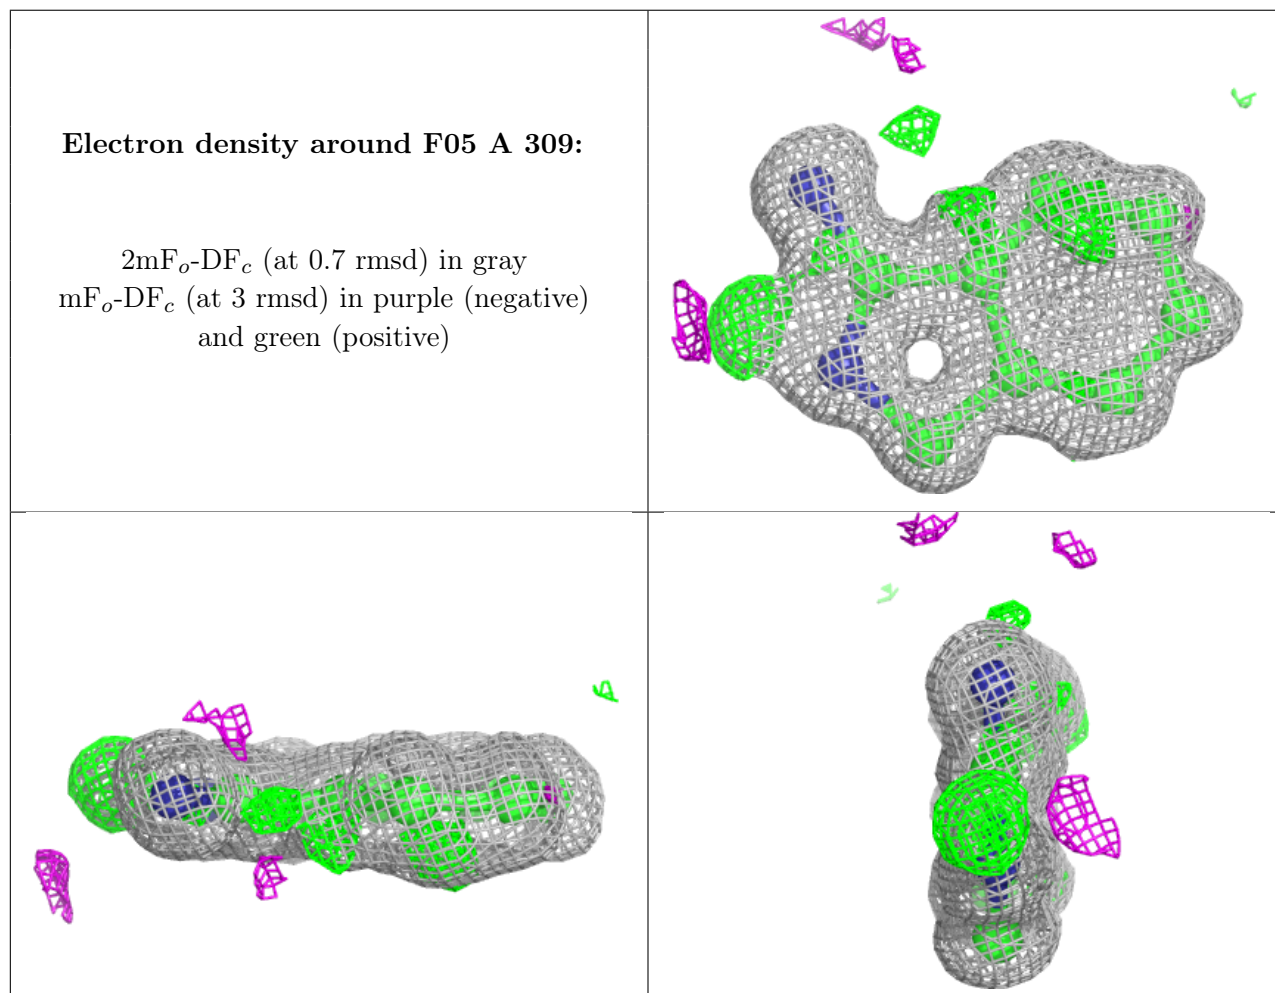 Electron density around F05 A 309:
2mFo-DFc (at 0.7 rmsd) in gray
mFo-DFc (at 3 rmsd) in purple (negative)
and green (positive)